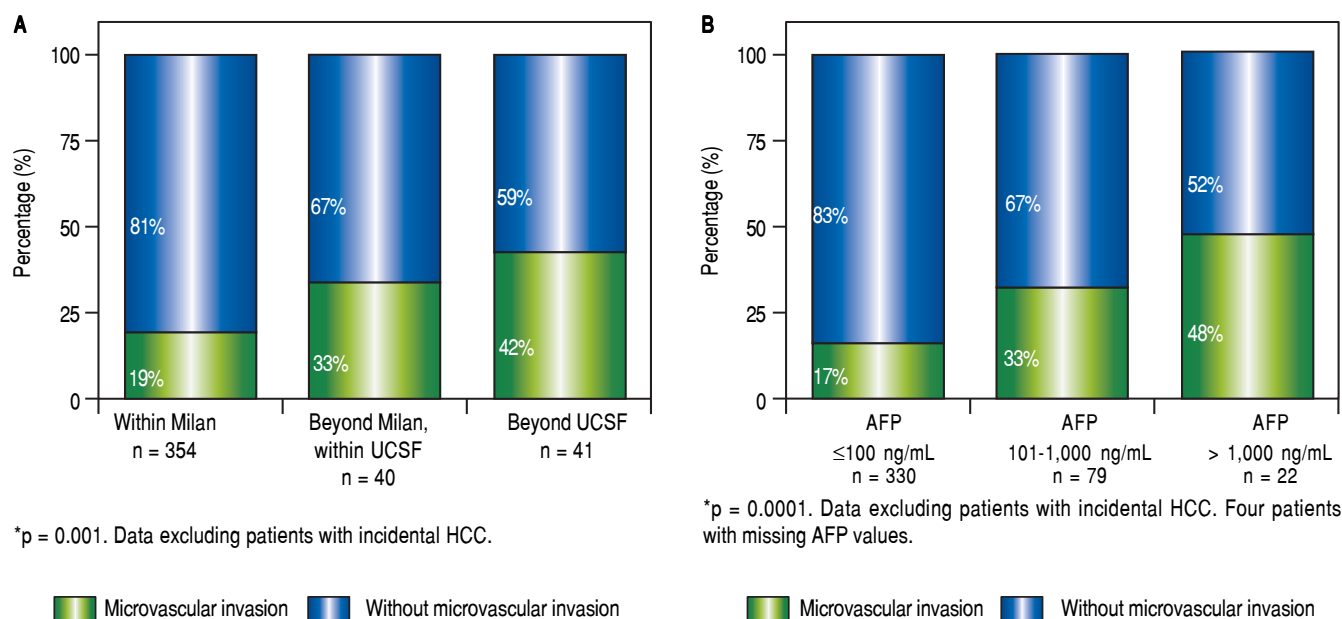 A
Percentage (%)
100
75
50
25
0
81%
67%
59%
19%
33%
42%
Within Milan
n = 354
Beyond Milan,
within UCSF
n = 40
Beyond UCSF
n = 41
*p = 0.001. Data excluding patients with incidental HCC.
Microvascular invasion
Without microvascular invasion
B
Percentage (%)
100
75
50
25
0
83%
67%
52%
17%
33%
48%
AFP
≤100 ng/mL
n = 330
AFP
101-1,000 ng/mL
n = 79
AFP
> 1,000 ng/mL
n = 22
*p = 0.0001. Data excluding patients with incidental HCC. Four patients
with missing AFP values.
Microvascular invasion
Without microvascular invasion